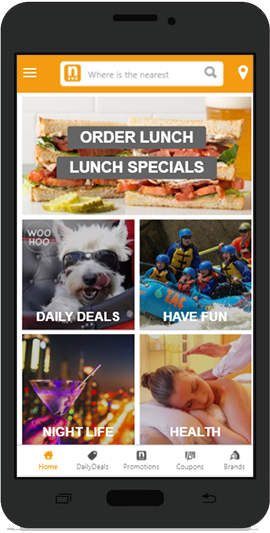 n
Where is the nearest
ORDER LUNCH
LUNCH SPECIALS
WOO
HOO
DAILY DEALS
TAC
HAVE FUN
NIGHT LIFE
HEALTH
Home DailyDeals Promotions Coupons Brands